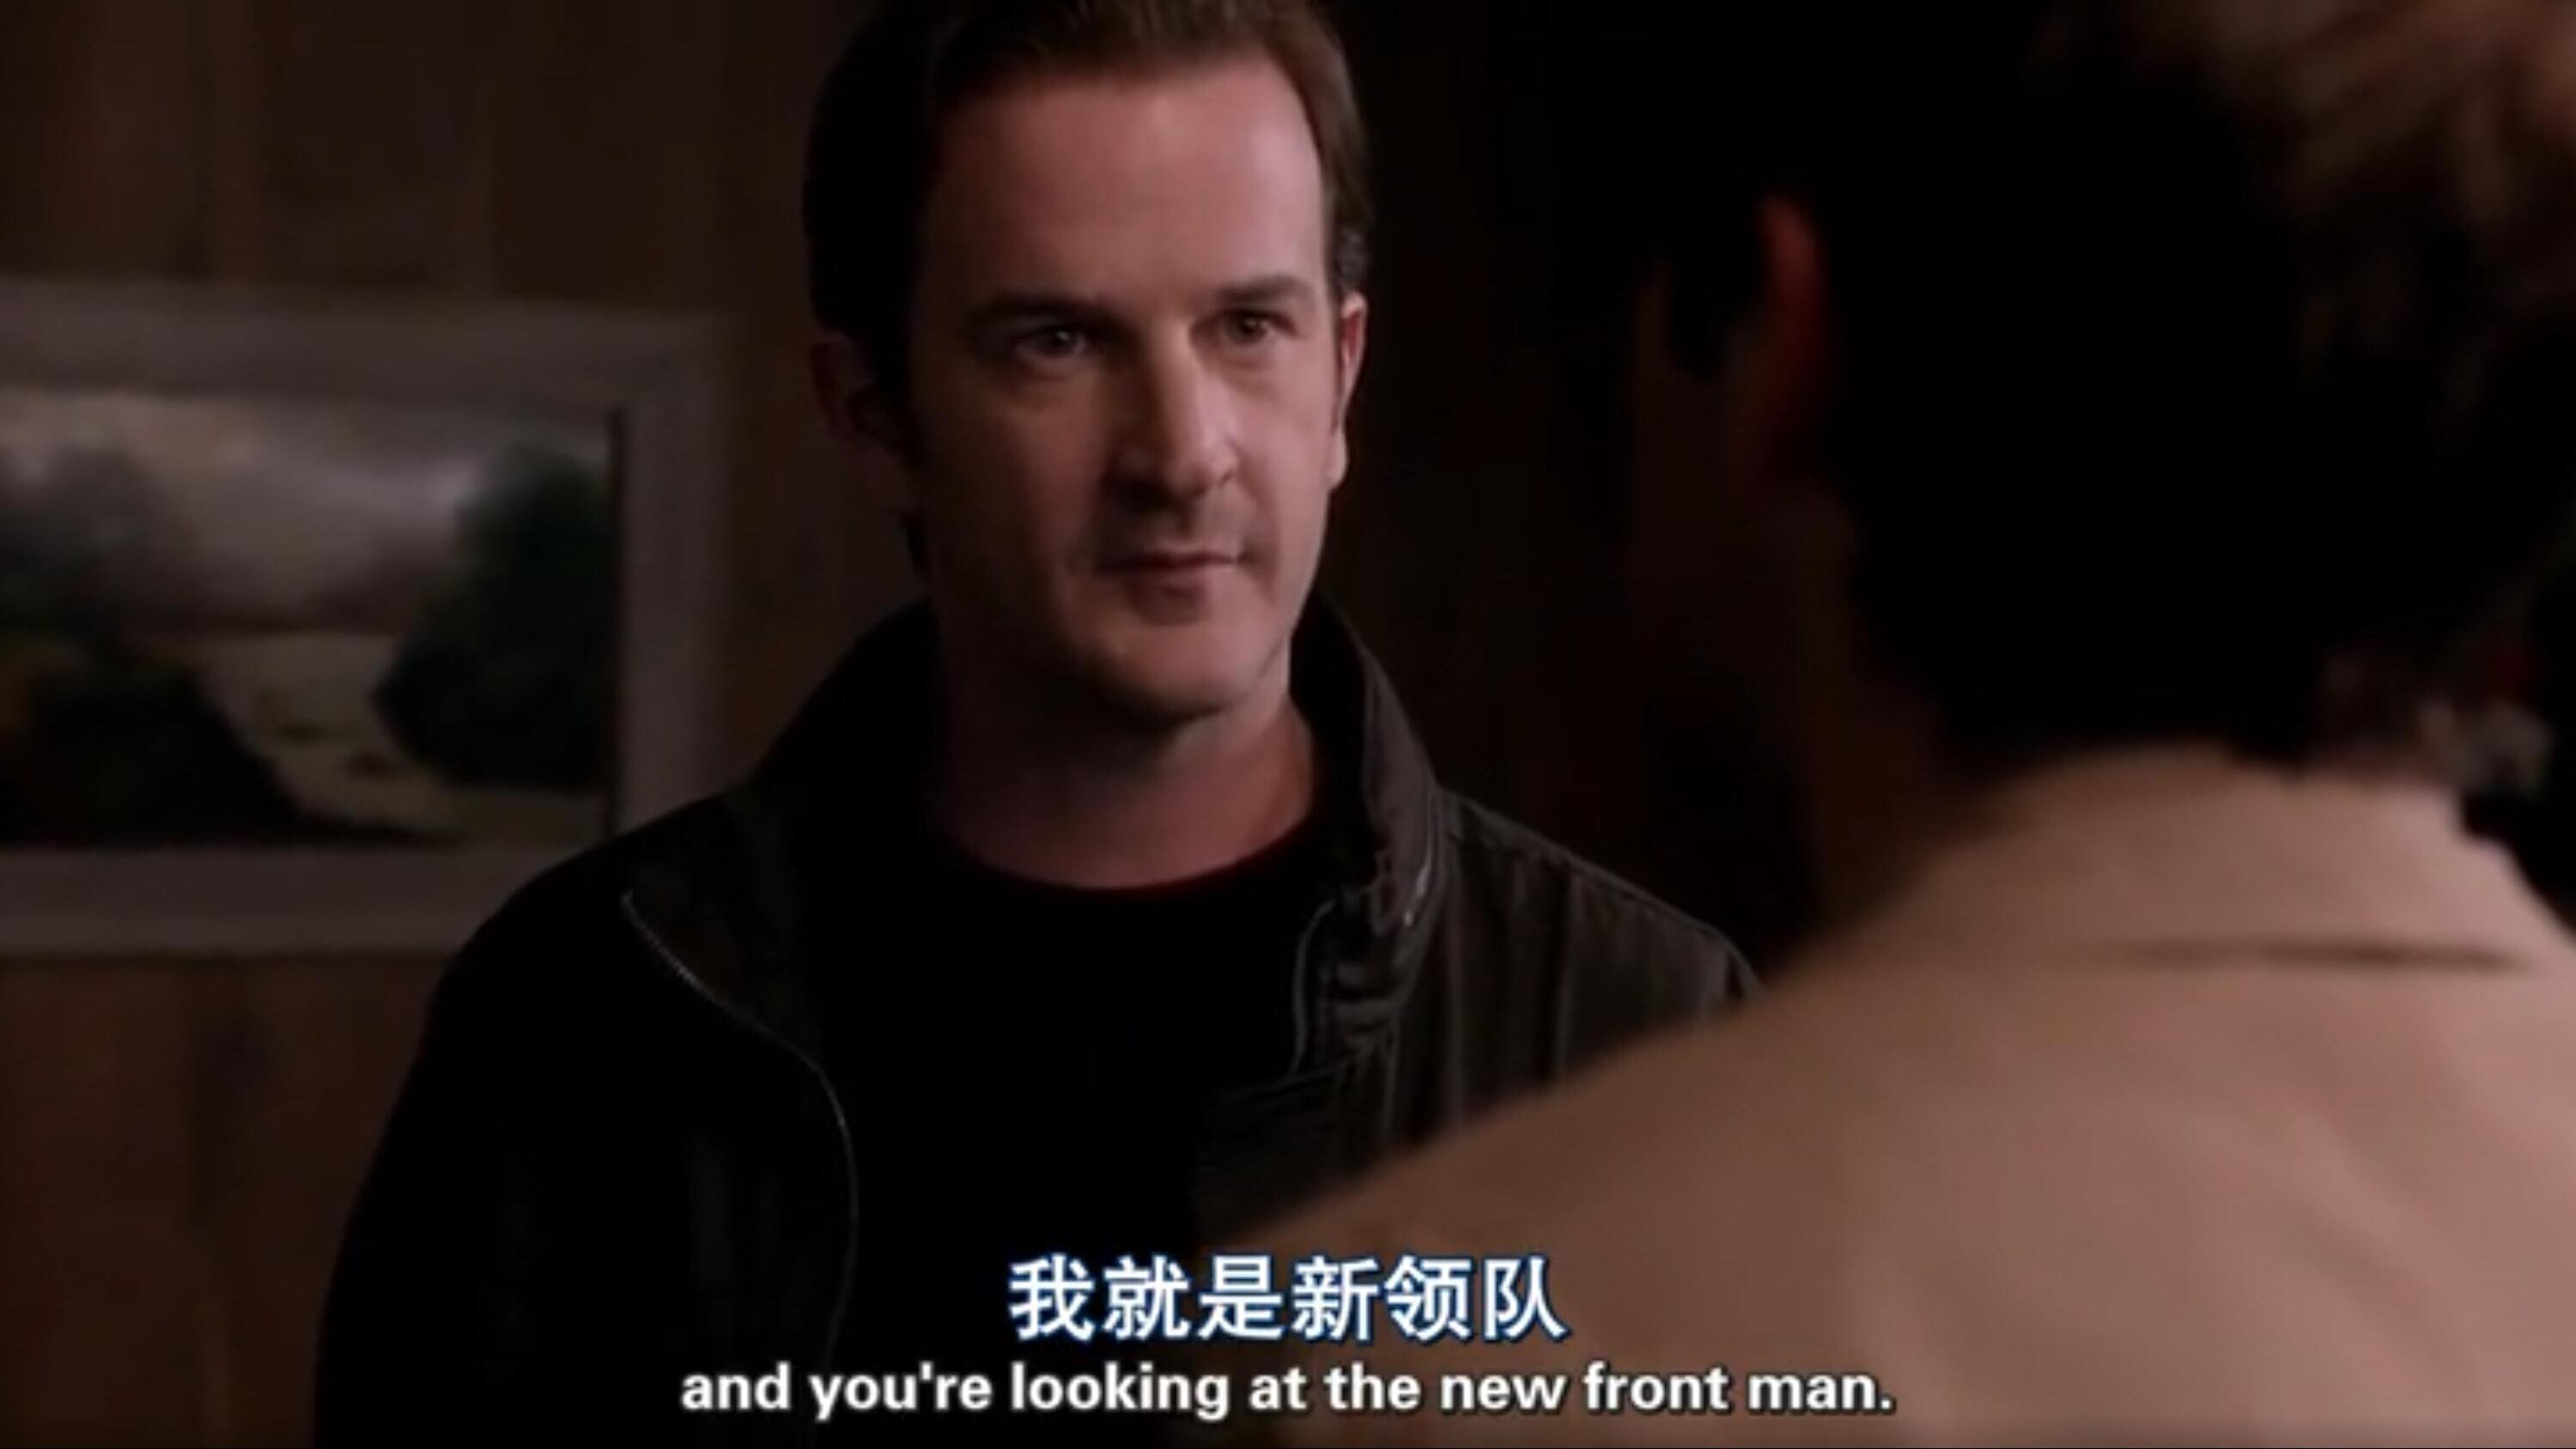 我就是新领队
and you're looking at the new front man.